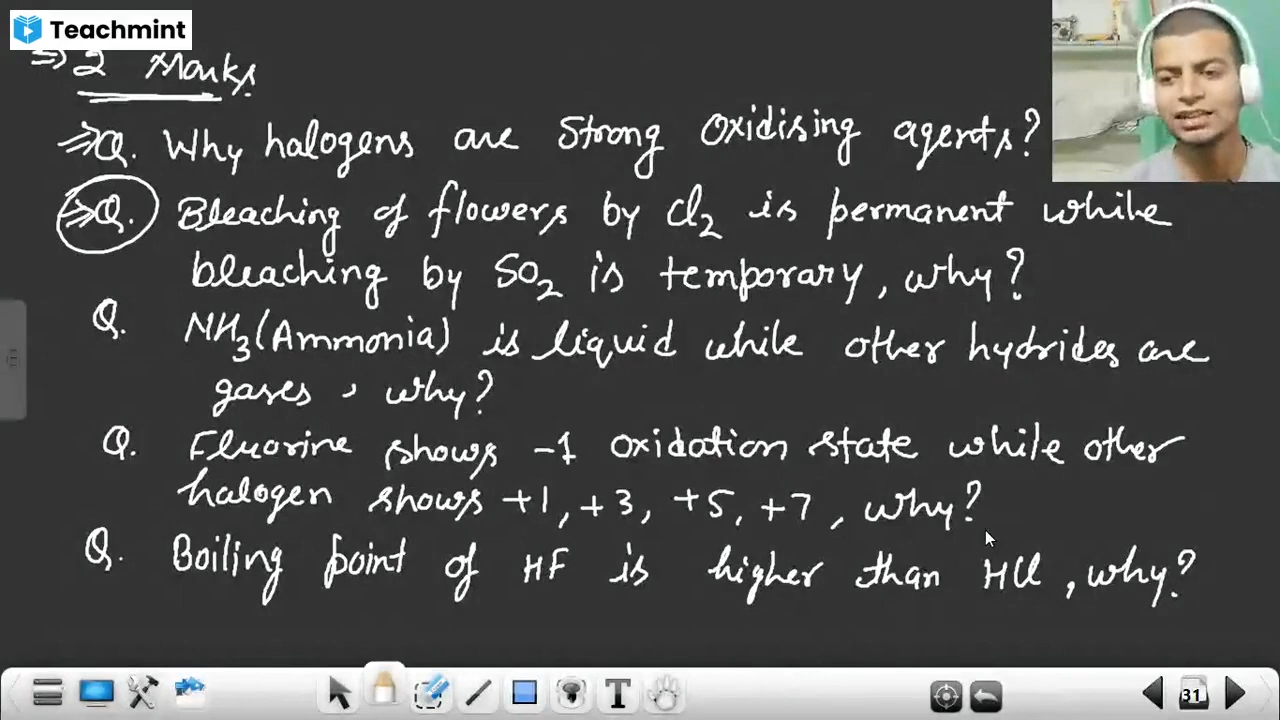 Teachmint
⇒ 2 Marks
⇒Q. Why halogens are Strong Oxidising agents?
⇒Q. Bleaching of flowers by Cl₂ is permanent while
bleaching by SO₂ is temporary, why?
Q. NH₃(Ammonia) is liquid while other hydrides are
gases, why?
Q. Fluorine shows -1 oxidation state while other
halogen shows +1, +3, +5, +7, why?
Q. Boiling point of HF is higher than HCl, why?
T
31